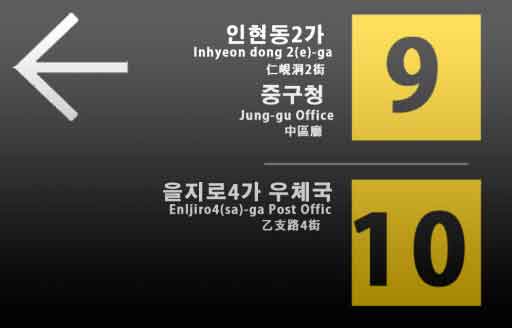 인현동2가
Inhyeon dong 2(e)-ga
仁峴洞2街
중구청
Jung-gu Office
中區廳
9
을지로4가 우체국
Enljiro4(sa)-ga Post Offic
乙支路4街
10